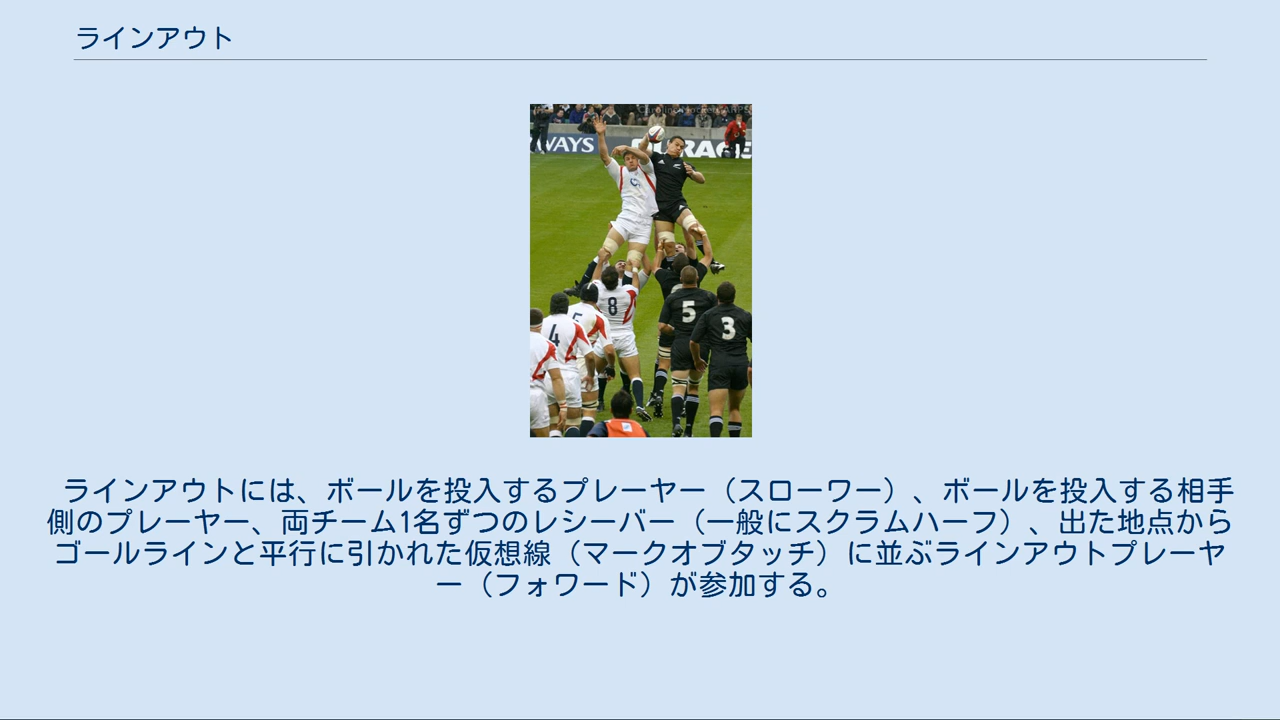 ラインアウト
WAYS
8
5
4
5
3
ラインアウトには、ボールを投入するプレーヤー（スローワー）、ボールを投入する相手
側のプレーヤー、両チーム1名ずつのレシーバー（一般にスクラムハーフ）、出た地点から
ゴールラインと平行に引かれた仮想線（マークオブタッチ）に並ぶラインアウトプレーヤ
ー（フォワード）が参加する。